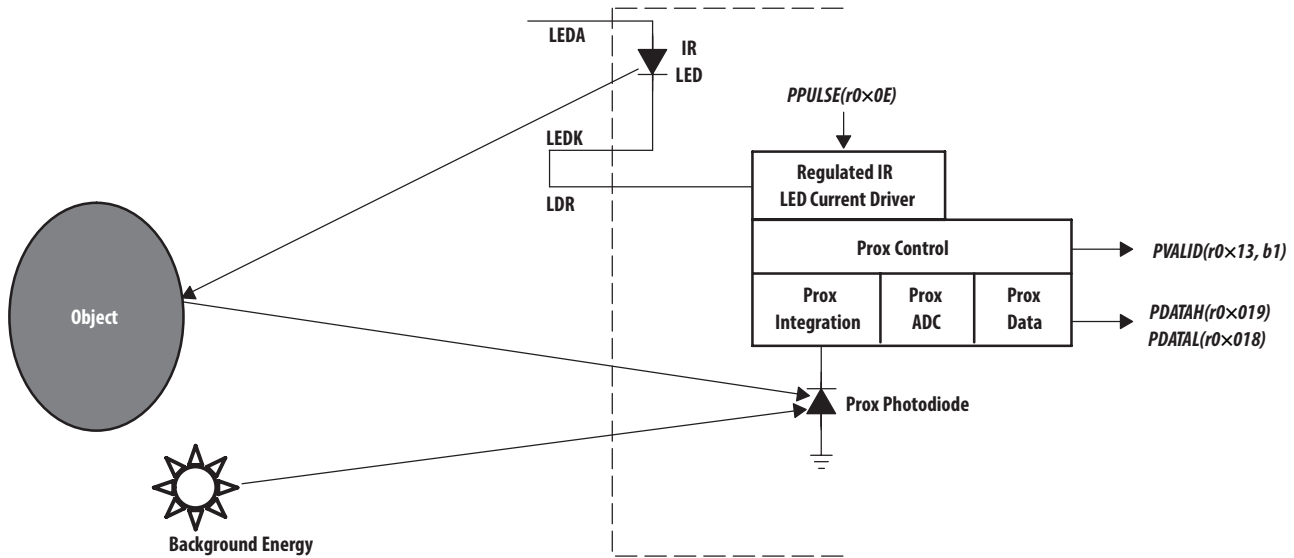 LEDA
IR
LED
PPULSE(r0×0E)
LEDK
LDR
Regulated IR
LED Current Driver
Prox Control
PVALID(r0×13, b1)
Prox
Integration
Prox
ADC
Prox
Data
PDATAH(r0×019)
PDATAL(r0×018)
Object
Prox Photodiode
Background Energy